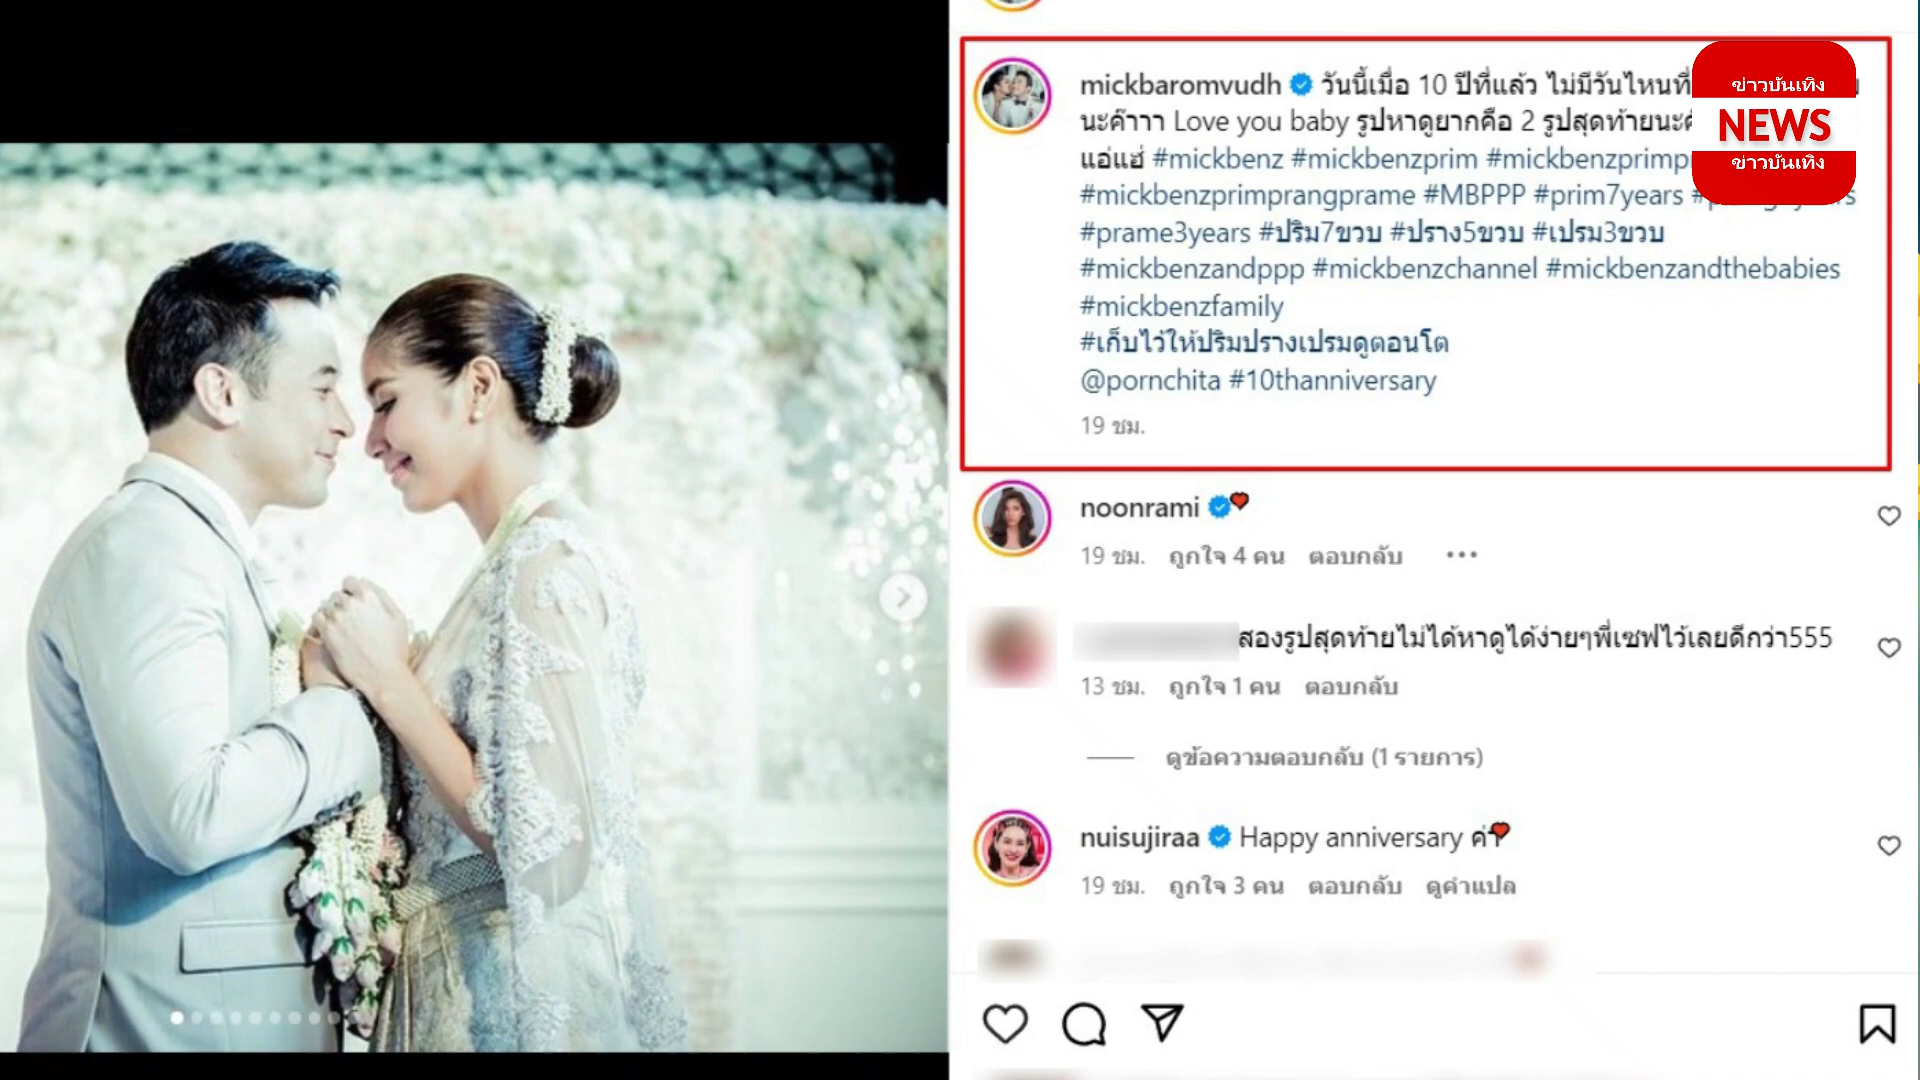 mickbaromvudh วันนี้เมื่อ 10 ปีที่แล้ว ไม่มีวันไหนที่
นะค๊าาา Love you baby รูปหาดูยากคือ 2 รูปสุดท้ายนะ
แอ่แฮ่ #mickbenz #mickbenzprim
#mickbenzprimprangprame #MBPPP #prim7years
#prame3years #ปริม7ขวบ #ปราง5ขวบ #เปรม3ขวบ
#mickbenzandppp #mickbenzchannel #mickbenzandthebabies
#mickbenzfamily
#เก็บไว้ให้ปริมปรางเปรมดูตอนโต
@pornchita #10thanniversary
19 ชม.
ข่าวบันเทิง
NEWS
ข่าวบันเทิง
noonrami ❤
19 ชม. ถูกใจ 4 คน ตอบกลับ •••
สองรูปสุดท้ายไม่ได้หาดูได้ง่ายๆพี่เซฟไว้เลยดีกว่า555
13 ชม. ถูกใจ 1 คน ตอบกลับ
ดูข้อความตอบกลับ (1 รายการ)
nuisujiraa Happy anniversary ค่า❤
19 ชม. ถูกใจ 3 คน ตอบกลับ ดูคำแปล